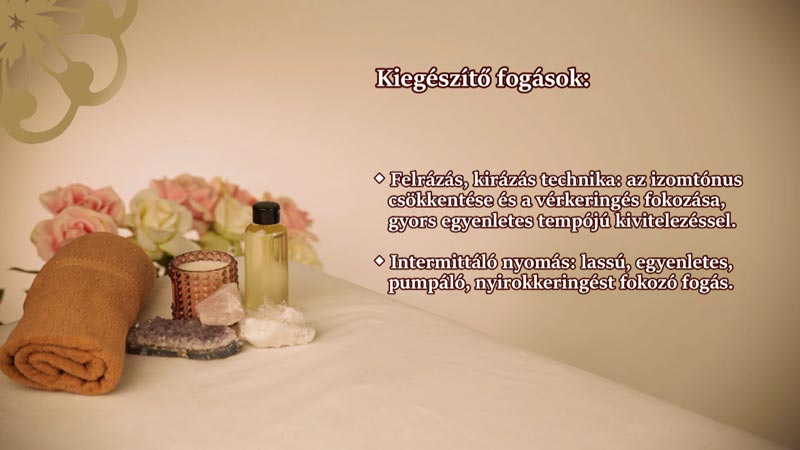 Kiegészítő fogások:
◆ Felrázás, kirázás technika: az izomtónus
csökkentése és a vérkeringés fokozása,
gyors egyenletes tempójú kivitelezéssel.
◆ Intermittáló nyomás: lassú, egyenletes,
pumpáló, nyirokkeringést fokozó fogás.